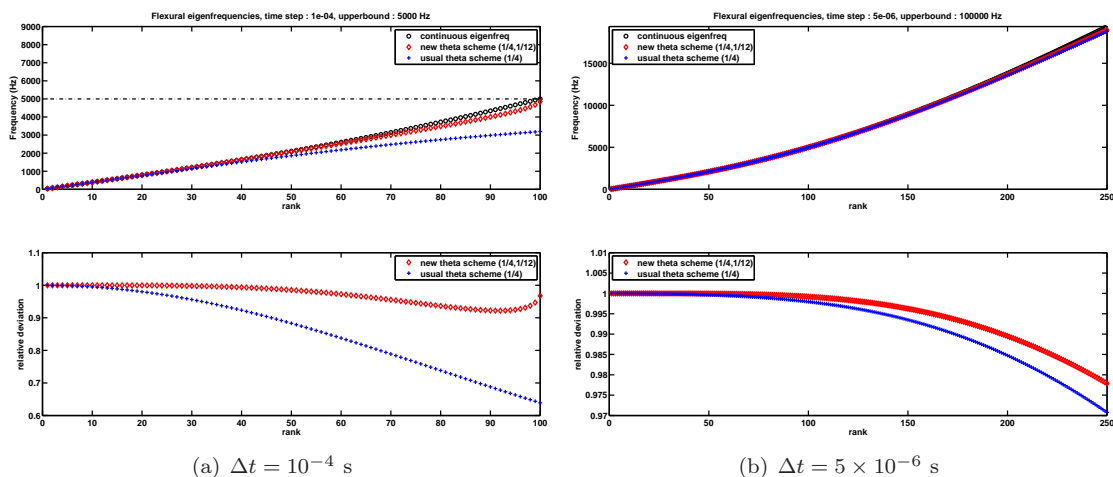 Flexural eigenfrequencies, time step : 1e-04, upperbound : 5000 Hz
Frequency (Hz)
9000
8000
7000
6000
5000
4000
3000
2000
1000
0
continuous eigenfreq
new theta scheme (1/4,1/12)
usual theta scheme (1/4)
0 10 20 30 40 50 60 70 80 90 100
rank
relative deviation
1.1
1
0.9
0.8
0.7
0.6
new theta scheme (1/4,1/12)
usual theta scheme (1/4)
0 10 20 30 40 50 60 70 80 90 100
rank
(a) Δt = 10⁻⁴ s
Flexural eigenfrequencies, time step : 5e-06, upperbound : 100000 Hz
Frequency (Hz)
15000
10000
5000
0
continuous eigenfreq
new theta scheme (1/4,1/12)
usual theta scheme (1/4)
0 50 100 150 200 250
rank
relative deviation
1.01
1.005
1
0.995
0.99
0.985
0.98
0.975
0.97
new theta scheme (1/4,1/12)
usual theta scheme (1/4)
0 50 100 150 200 250
rank
(b) Δt = 5 × 10⁻⁶ s